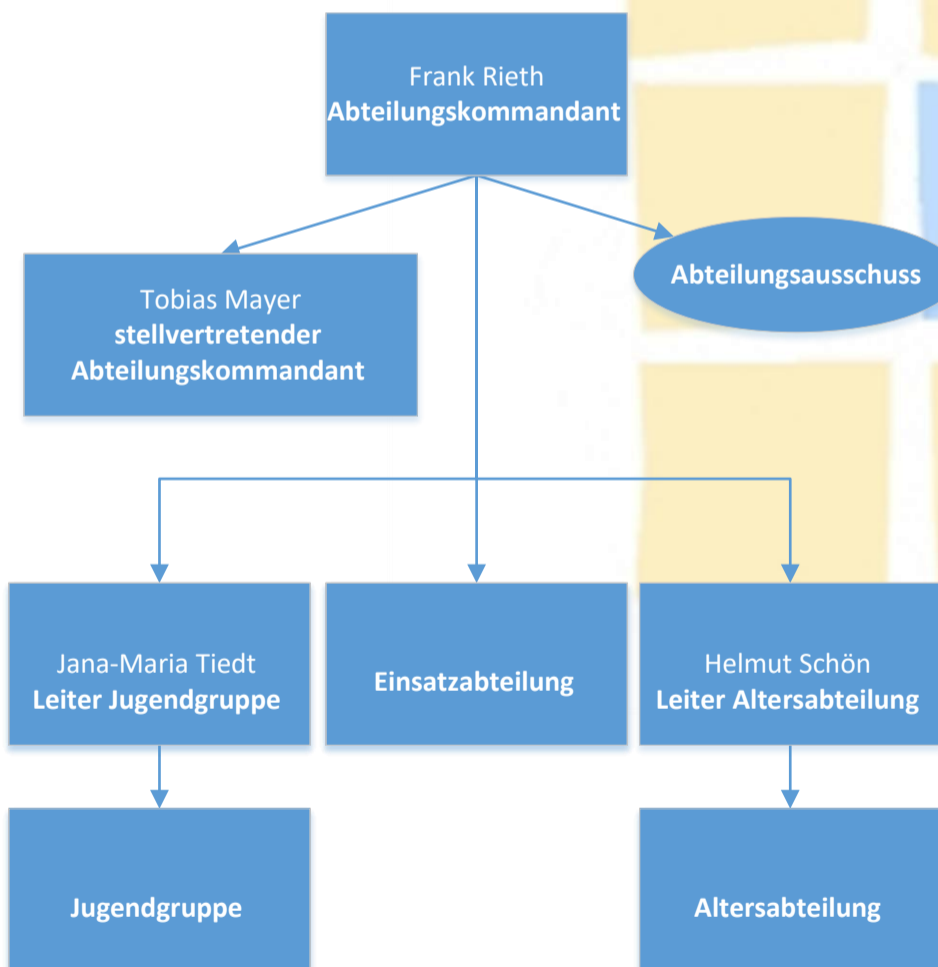 Frank Rieth
Abteilungskommandant
Tobias Mayer
stellvertretender
Abteilungskommandant
Abteilungsausschuss
Jana-Maria Tiedt
Leiter Jugendgruppe
Einsatzabteilung
Helmut Schön
Leiter Altersabteilung
Jugendgruppe
Altersabteilung